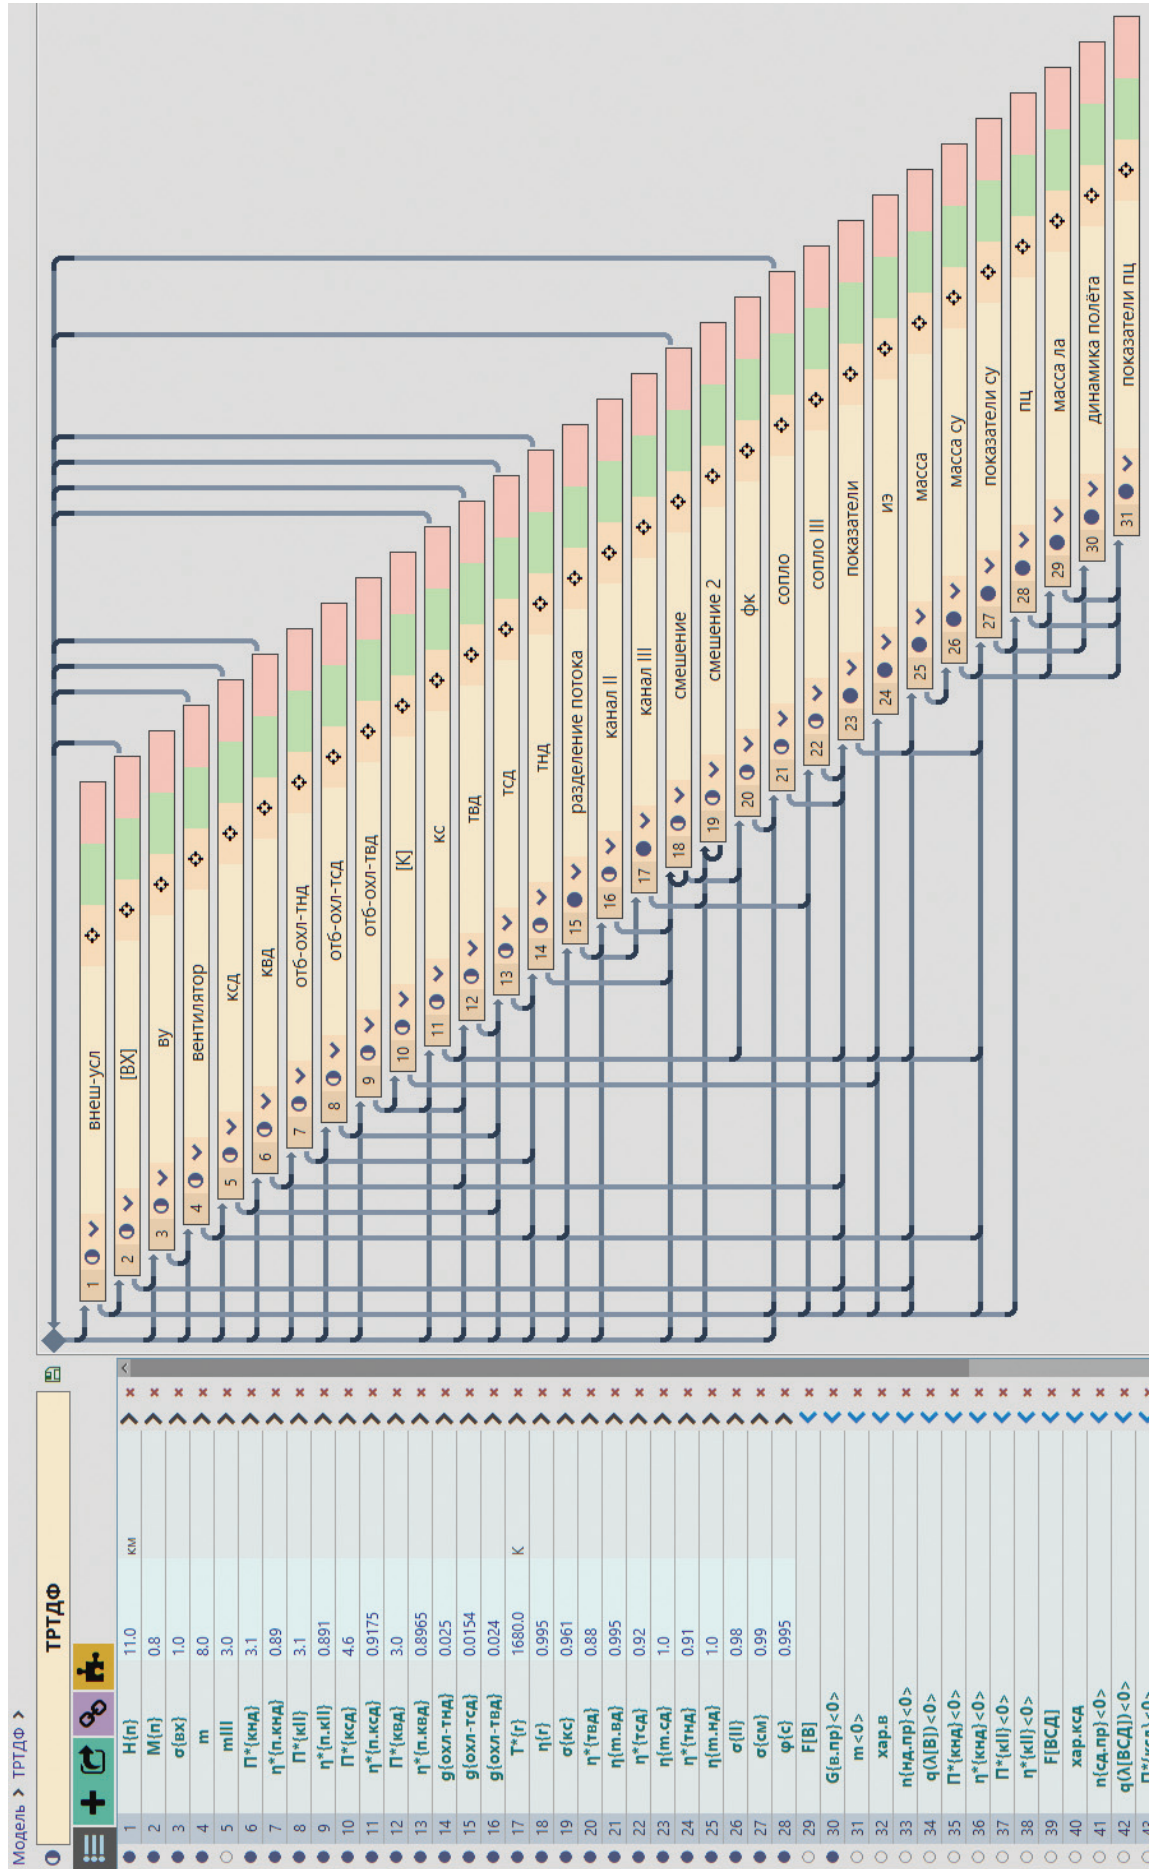 Модель > ТРТДФ >
ТРТДФ
1 H{п} 11.0 км
2 M{п} 0.8
3 σ{вх} 1.0
4 m 8.0
5 mIII 3.0
6 П*{кнд} 3.1
7 η*{п.кнд} 0.89
8 П*{кII} 3.1
9 η*{п.кII} 0.891
10 П*{ксд} 4.6
11 η*{п.ксд} 0.9175
12 П*{квд} 3.0
13 η*{п.квд} 0.8965
14 g{охл-тнд} 0.025
15 g{охл-тсд} 0.0154
16 g{охл-твд} 0.024
17 T*{г} 1680.0 К
18 η{г} 0.995
19 σ{кс} 0.961
20 η*{твд} 0.88
21 η{m.вд} 0.995
22 η*{тсд} 0.92
23 η{m.сд} 1.0
24 η*{тнд} 0.91
25 η{m.нд} 1.0
26 σ{II} 0.98
27 σ{см} 0.99
28 φ{c} 0.995
29 F[В]
30 G{в.пр}<0>
31 m<0>
32 хар.в
33 n{нд.пр}<0>
34 q(λ[В])<0>
35 П*{кнд}<0>
36 η*{кнд}<0>
37 П*{кII}<0>
38 η*{кII}<0>
39 F[ВСД]
40 хар.ксд
41 n{сд.пр}<0>
42 q(λ[ВСД])<0>
1 внеш-усл
2 [ВХ]
3 ву
4 вентилятор
5 ксд
6 квд
7 отб-охл-тнд
8 отб-охл-тсд
9 отб-охл-твд
10 [К]
11 кс
12 твд
13 тсд
14 тнд
15 разделение потока
16 канал II
17 канал III
18 смешение
19 смешение 2
20 фк
21 сопло
22 сопло III
23 показатели
24 из
25 масса
26 масса су
27 показатели су
28 пц
29 масса ла
30 динамика полёта
31 показатели пц